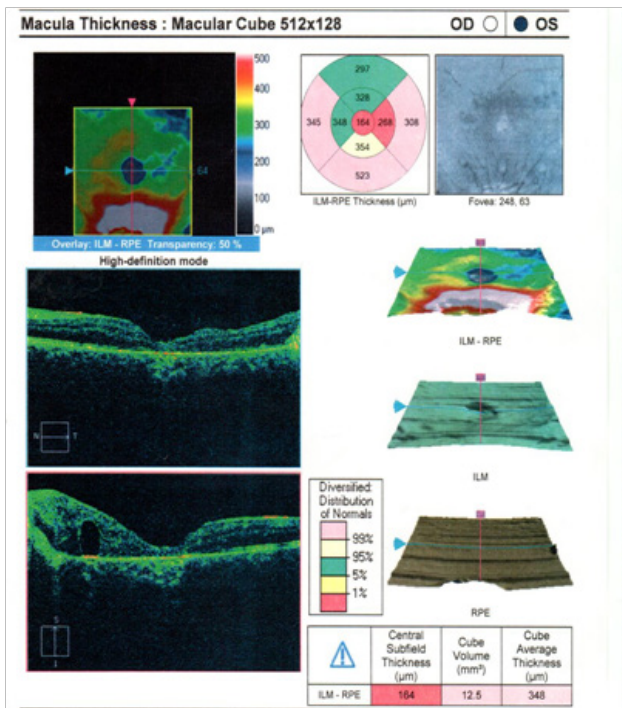 Macula Thickness : Macular Cube 512x128
OD OS
500
400
300
200
100
0 µm
64
Overlay: ILM - RPE Transparency: 50 %
297
328
345 348 164 268 308
354
523
ILM-RPE Thickness (µm)
Fovea: 248, 63
High-definition mode
N T
S
I
ILM - RPE
ILM
RPE
Diversified:
Distribution
of Normals
99%
95%
5%
1%
Central
Subfield
Thickness
(µm)
Cube
Volume
(mm³)
Cube
Average
Thickness
(µm)
ILM - RPE 164 12.5 348